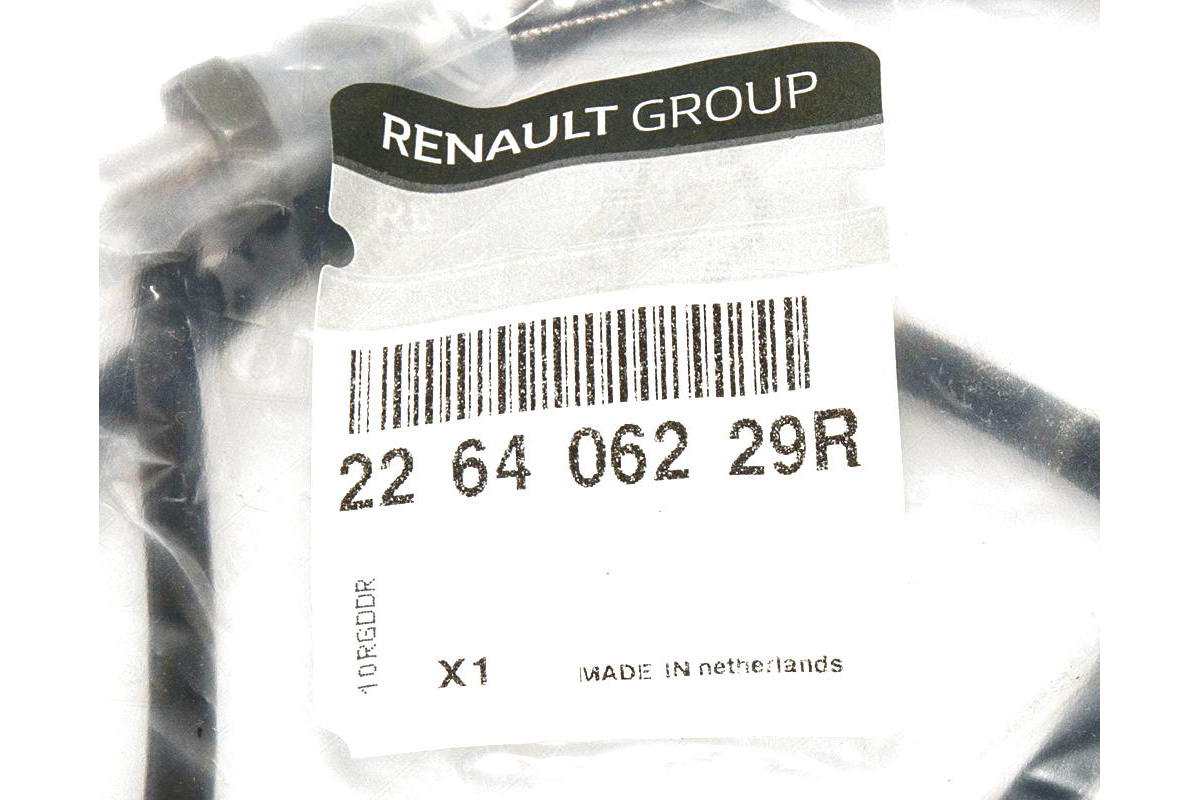 RENAULT GROUP
22 64 062 29R
10RGDDR
X1
MADE IN netherlands